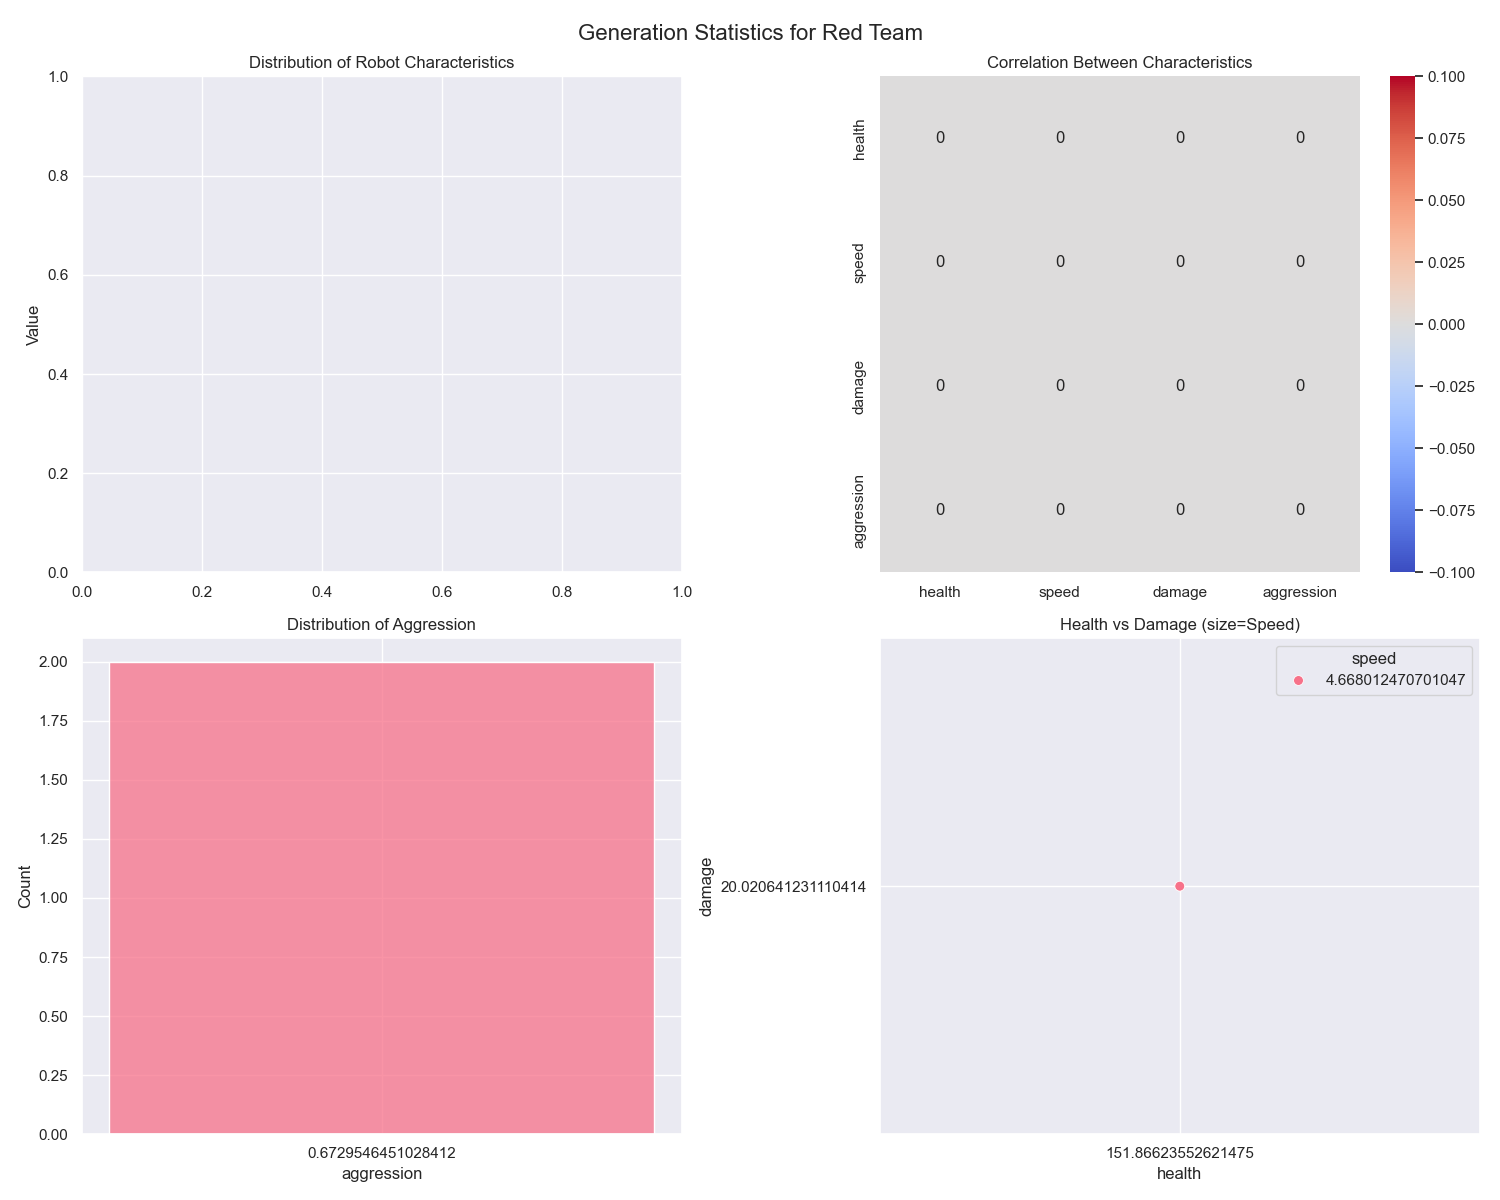 Generation Statistics for Red Team
Distribution of Robot Characteristics
1.0
0.8
0.6
0.4
0.2
0.0
Value
0.0 0.2 0.4 0.6 0.8 1.0
Correlation Between Characteristics
health
speed
damage
aggression
0 0 0 0
0 0 0 0
0 0 0 0
0 0 0 0
health speed damage aggression
0.100
0.075
0.050
0.025
0.000
−0.025
−0.050
−0.075
−0.100
Distribution of Aggression
2.00
1.75
1.50
1.25
1.00
0.75
0.50
0.25
0.00
Count
0.6729546451028412
aggression
Health vs Damage (size=Speed)
speed
4.668012470701047
damage
20.020641231110414
151.86623552621475
health